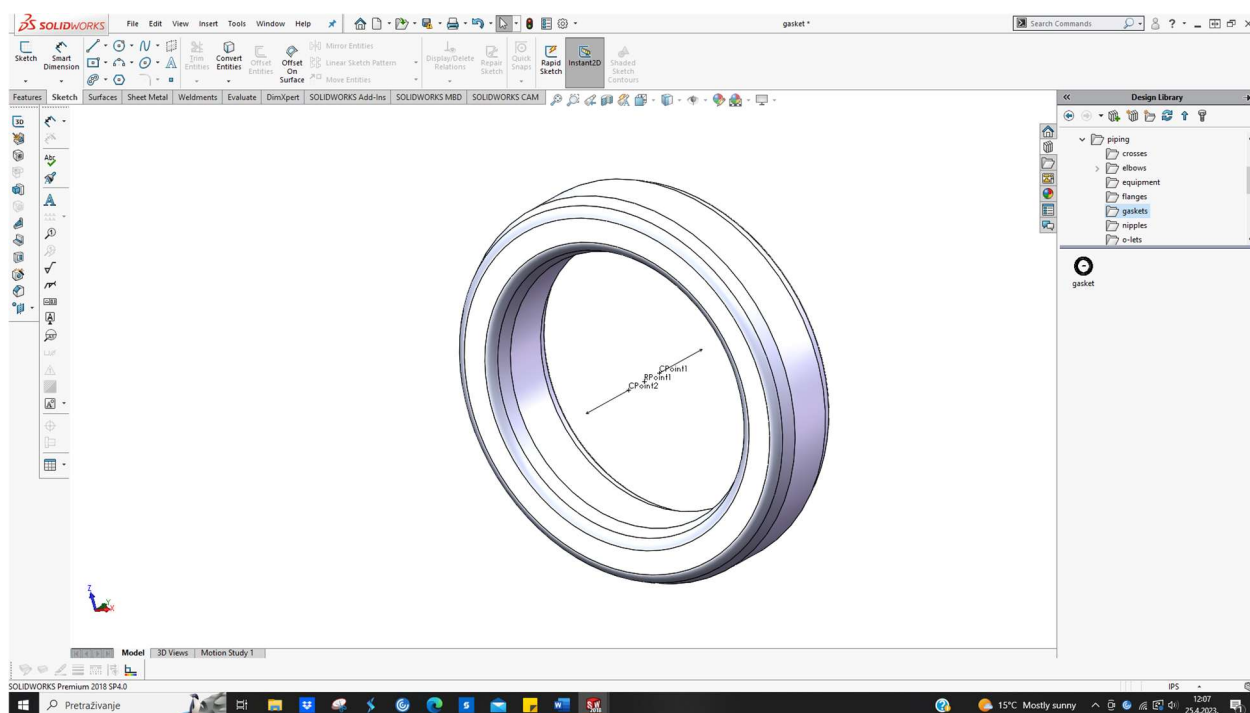 SOLIDWORKS File Edit View Insert Tools Window Help gasket * Search Commands ?
Sketch Smart Dimension Trim Entities Convert Entities Offset Entities Offset On Surface Mirror Entities Linear Sketch Pattern Move Entities Display/Delete Relations Repair Sketch Quick Snaps Rapid Sketch Instant2D Shaded Sketch Contours
Features Sketch Surfaces Sheet Metal Weldments Evaluate DimXpert SOLIDWORKS Add-Ins SOLIDWORKS MBD SOLIDWORKS CAM
Design Library
piping
crosses
elbows
equipment
flanges
gaskets
nipples
o-lets
gasket
CPoint1
RPoint1
CPoint2
Z
Y
X
Model 3D Views Motion Study 1
SOLIDWORKS Premium 2018 SP4.0 IPS
Pretraživanje 15°C Mostly sunny 12:07
25.4.2023.